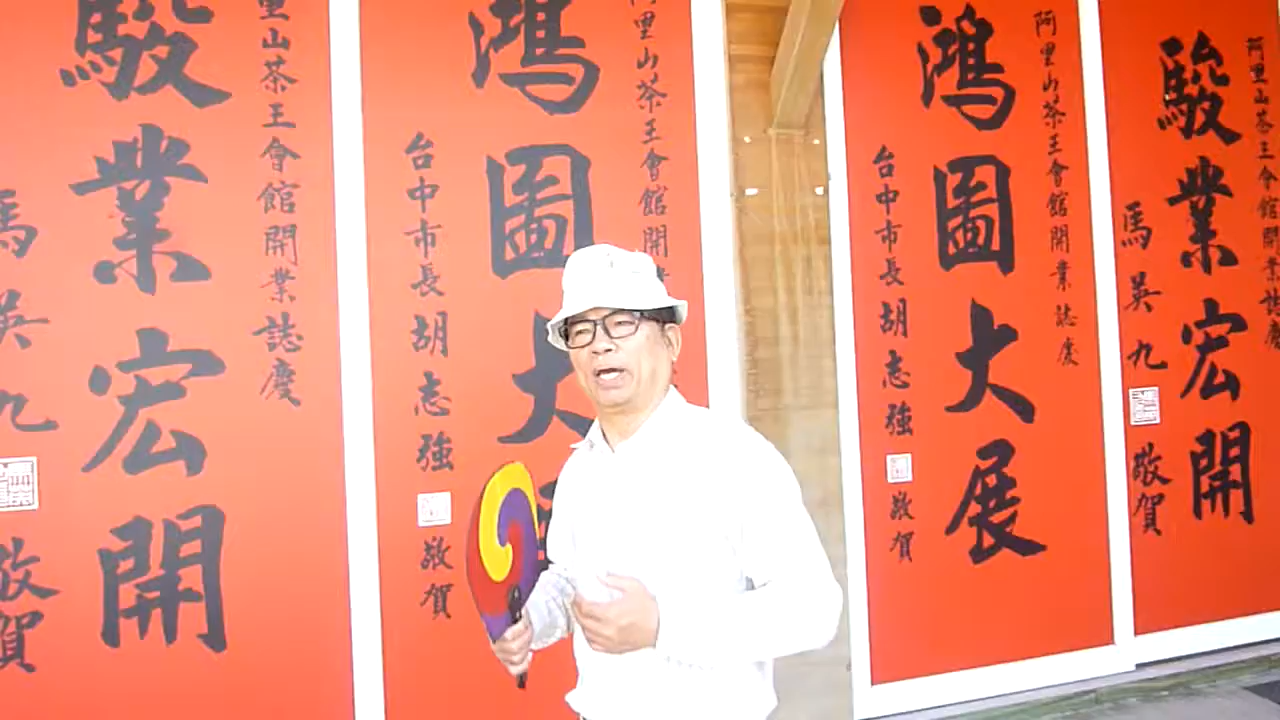 阿里山茶王會館開業誌慶
駿業宏開
馬英九
敬賀
阿里山茶王會館開業誌慶
鴻圖大展
台中市長胡志強
敬賀
里山茶王會館開
鴻圖大
台中市長胡志強
敬賀
里山茶王會館開業誌慶
駿業宏開
馬英九
敬賀